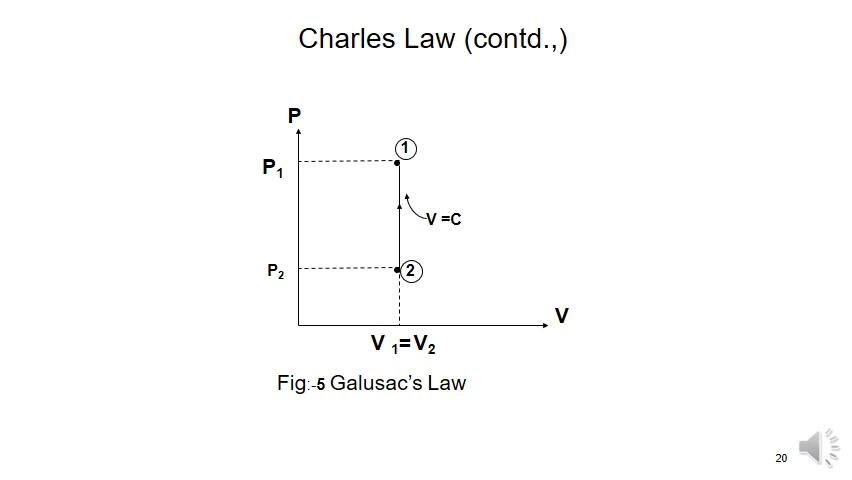 Charles Law (contd.,)
P
1
P1
V =C
P2
2
V
V 1=V2
Fig:-5 Galusac’s Law
20